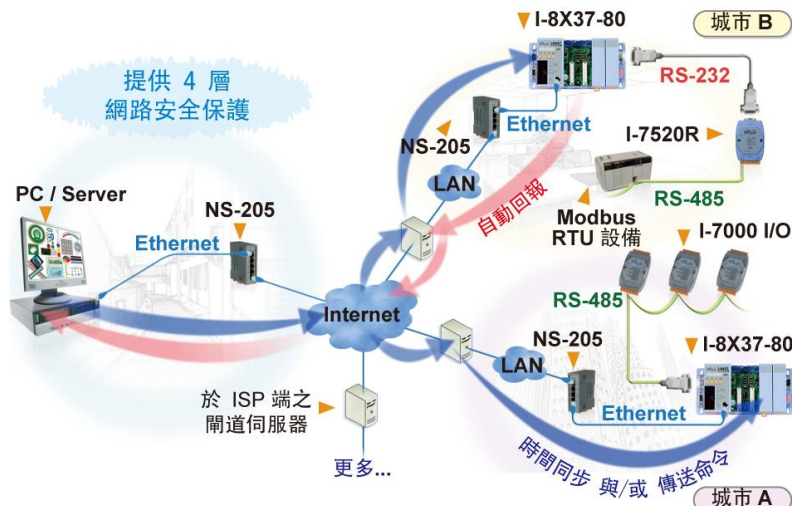 I-8X37-80
城市 B
提供 4 層
網路安全保護
RS-232
NS-205
Ethernet
I-7520R
LAN
RS-485
自動回報
Modbus
RTU 設備
PC / Server
NS-205
Ethernet
I-7000 I/O
RS-485
Internet
NS-205
I-8X37-80
LAN
於 ISP 端之
閘道伺服器
Ethernet
更多...
時間同步 與/或 傳送命令
城市 A